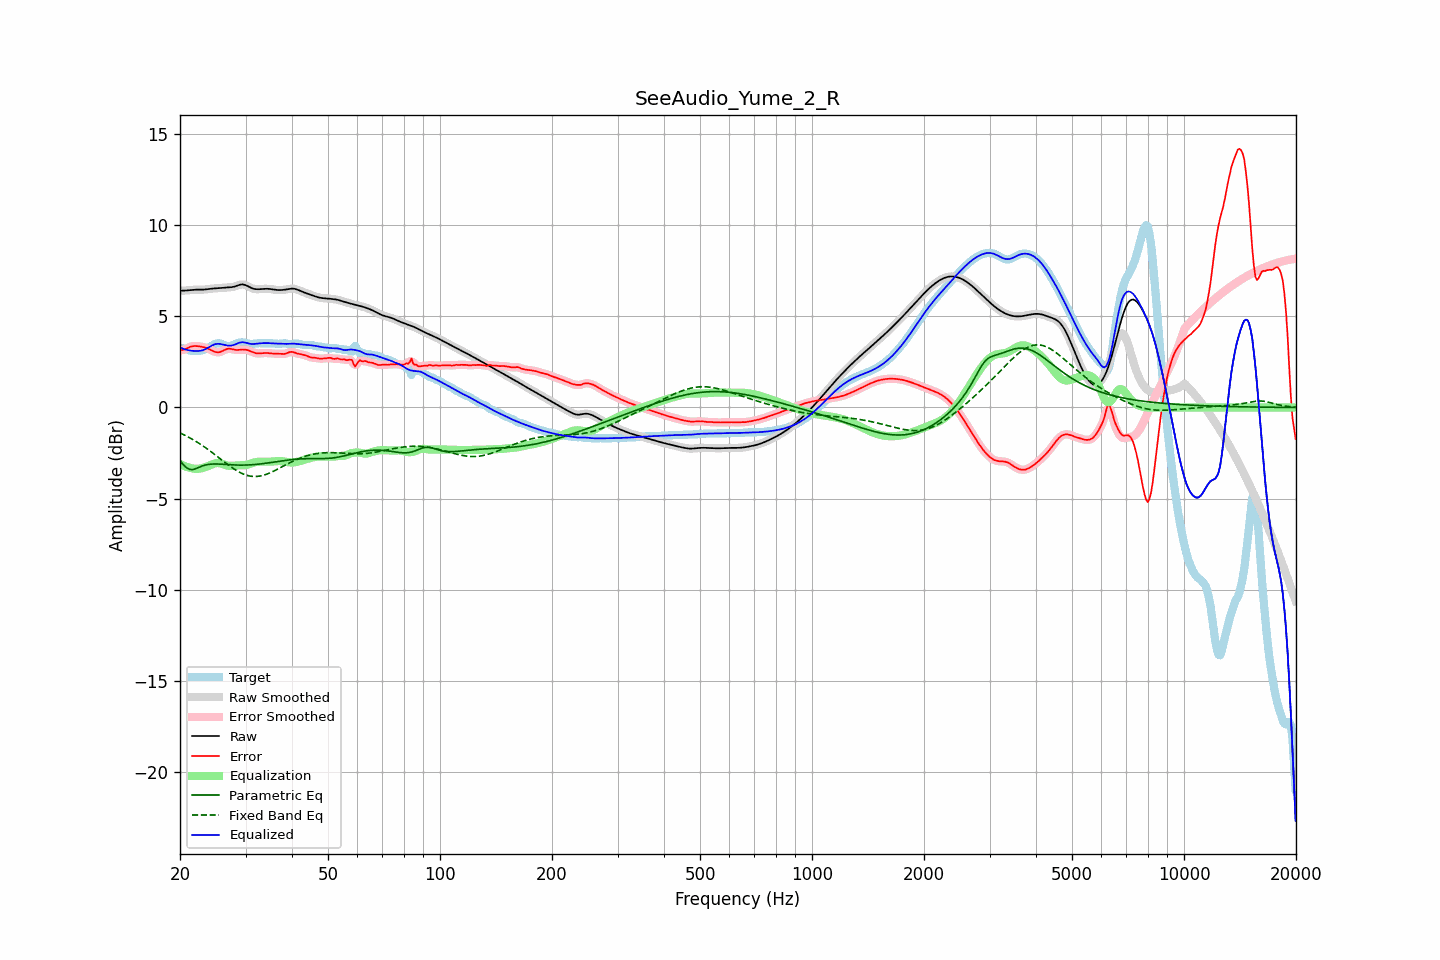 SeeAudio_Yume_2_R
15
10
5
0
−5
−10
−15
−20
Amplitude (dBr)
Target
Raw Smoothed
Error Smoothed
Raw
Error
Equalization
Parametric Eq
Fixed Band Eq
Equalized
20
50
100
200
500
1000
2000
5000
10000
20000
Frequency (Hz)